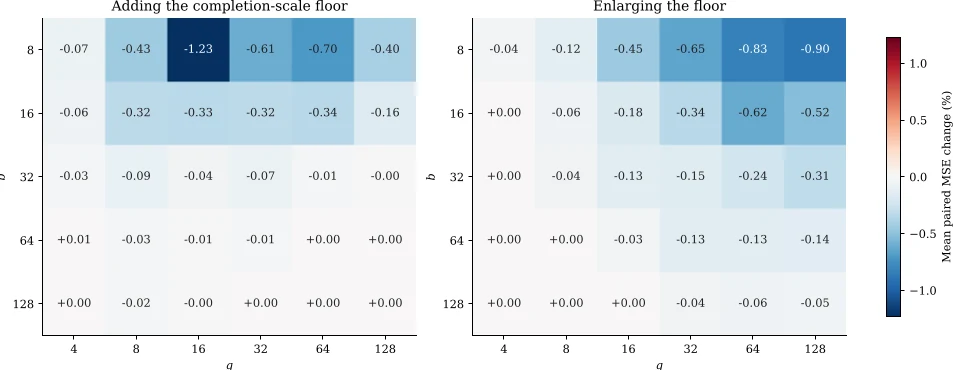 Adding the completion-scale floor
8 -0.07 -0.43 -1.23 -0.61 -0.70 -0.40
16 -0.06 -0.32 -0.33 -0.32 -0.34 -0.16
b
32 -0.03 -0.09 -0.04 -0.07 -0.01 -0.00
64 +0.01 -0.03 -0.01 -0.01 +0.00 +0.00
128 +0.00 -0.02 -0.00 +0.00 +0.00 +0.00
4 8 16 32 64 128
Enlarging the floor
8 -0.04 -0.12 -0.45 -0.65 -0.83 -0.90
16 +0.00 -0.06 -0.18 -0.34 -0.62 -0.52
b
32 +0.00 -0.04 -0.13 -0.15 -0.24 -0.31
64 +0.00 +0.00 -0.03 -0.13 -0.13 -0.14
128 +0.00 +0.00 +0.00 -0.04 -0.06 -0.05
4 8 16 32 64 128
1.0
0.5
0.0
−0.5
−1.0
Mean paired MSE change (%)